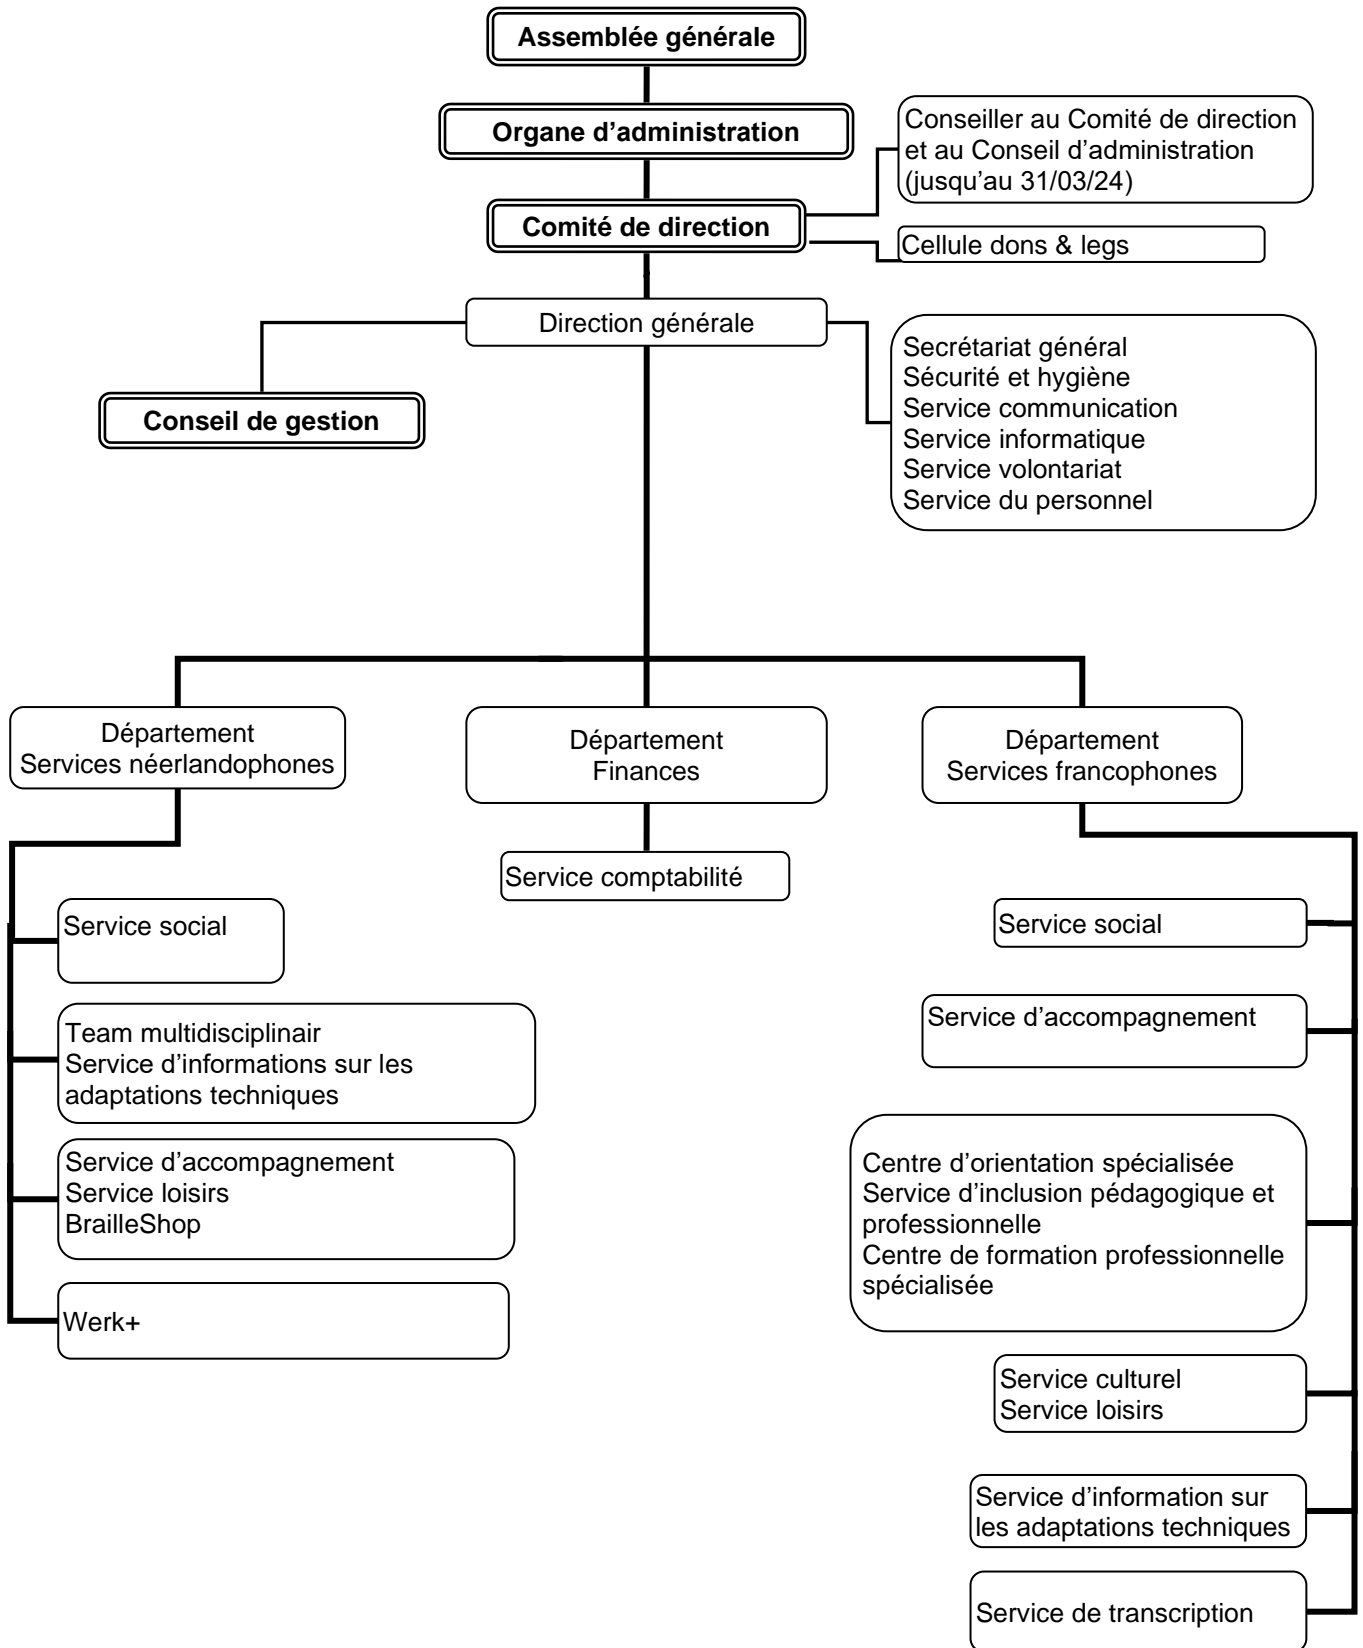 Assemblée générale
Organe d’administration
Conseiller au Comité de direction
et au Conseil d’administration
(jusqu’au 31/03/24)
Comité de direction
Cellule dons & legs
Direction générale
Secrétariat général
Sécurité et hygiène
Service communication
Service informatique
Service volontariat
Service du personnel
Conseil de gestion
Département
Services néerlandophones
Département
Finances
Département
Services francophones
Service comptabilité
Service social
Team multidisciplinair
Service d’informations sur les
adaptations techniques
Service d’accompagnement
Service loisirs
BrailleShop
Werk+
Service social
Service d’accompagnement
Centre d’orientation spécialisée
Service d’inclusion pédagogique et
professionnelle
Centre de formation professionnelle
spécialisée
Service culturel
Service loisirs
Service d’information sur
les adaptations techniques
Service de transcription